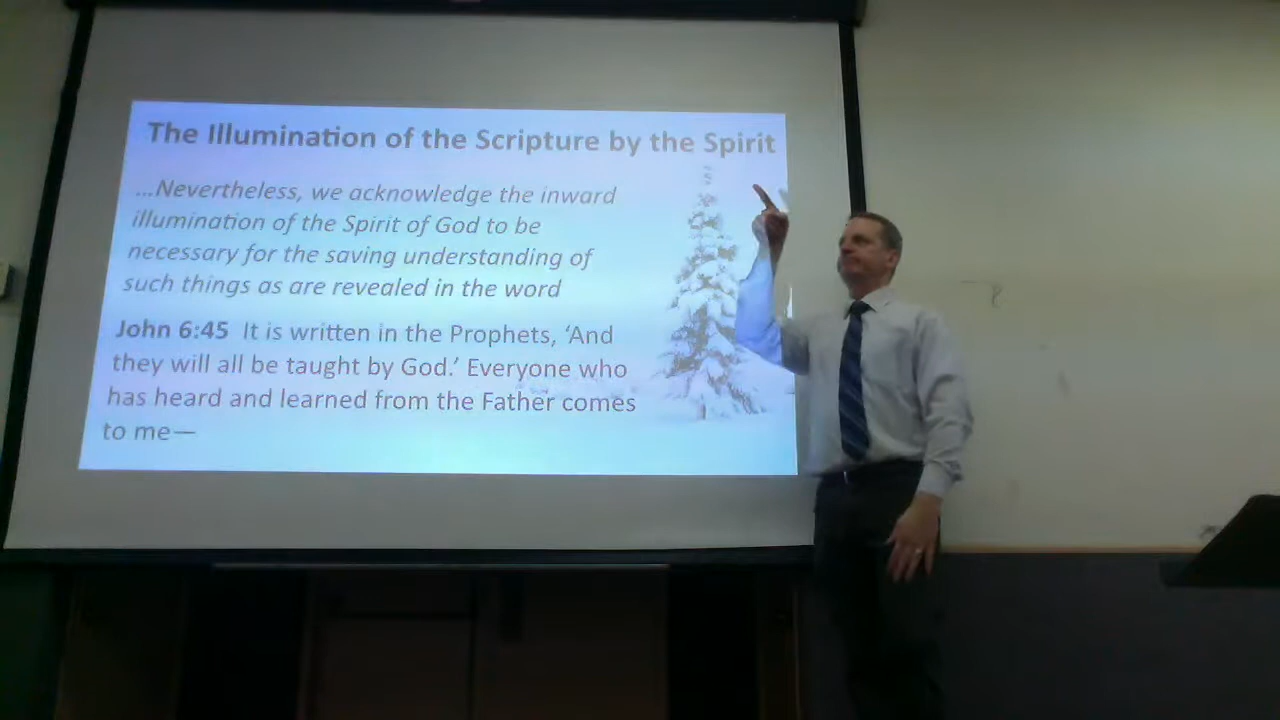 The Illumination of the Scripture by the Spirit
...Nevertheless, we acknowledge the inward
illumination of the Spirit of God to be
necessary for the saving understanding of
such things as are revealed in the word
John 6:45 It is written in the Prophets, ‘And
they will all be taught by God.’ Everyone who
has heard and learned from the Father comes
to me—